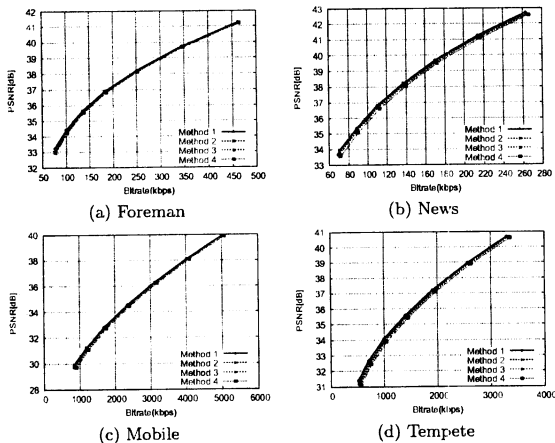 42
41
40
39
38
37
36
35
34
33
32
PSNR[dB]
50 100 150 200 250 300 350 400 450 500
Bitrate(kbps)
Method 1
Method 2
Method 3
Method 4
(a) Foreman
43
42
41
40
39
38
37
36
35
34
33
PSNR[dB]
60 80 100 120 140 160 180 200 220 240 260 280
Bitrate(kbps)
Method 1
Method 2
Method 3
Method 4
(b) News
40
38
36
34
32
30
28
PSNR[dB]
0 1000 2000 3000 4000 5000 6000
Bitrate(kbps)
Method 1
Method 2
Method 3
Method 4
(c) Mobile
41
40
39
38
37
36
35
34
33
32
31
PSNR[dB]
0 1000 2000 3000 4000
Bitrate(kbps)
Method 1
Method 2
Method 3
Method 4
(d) Tempete